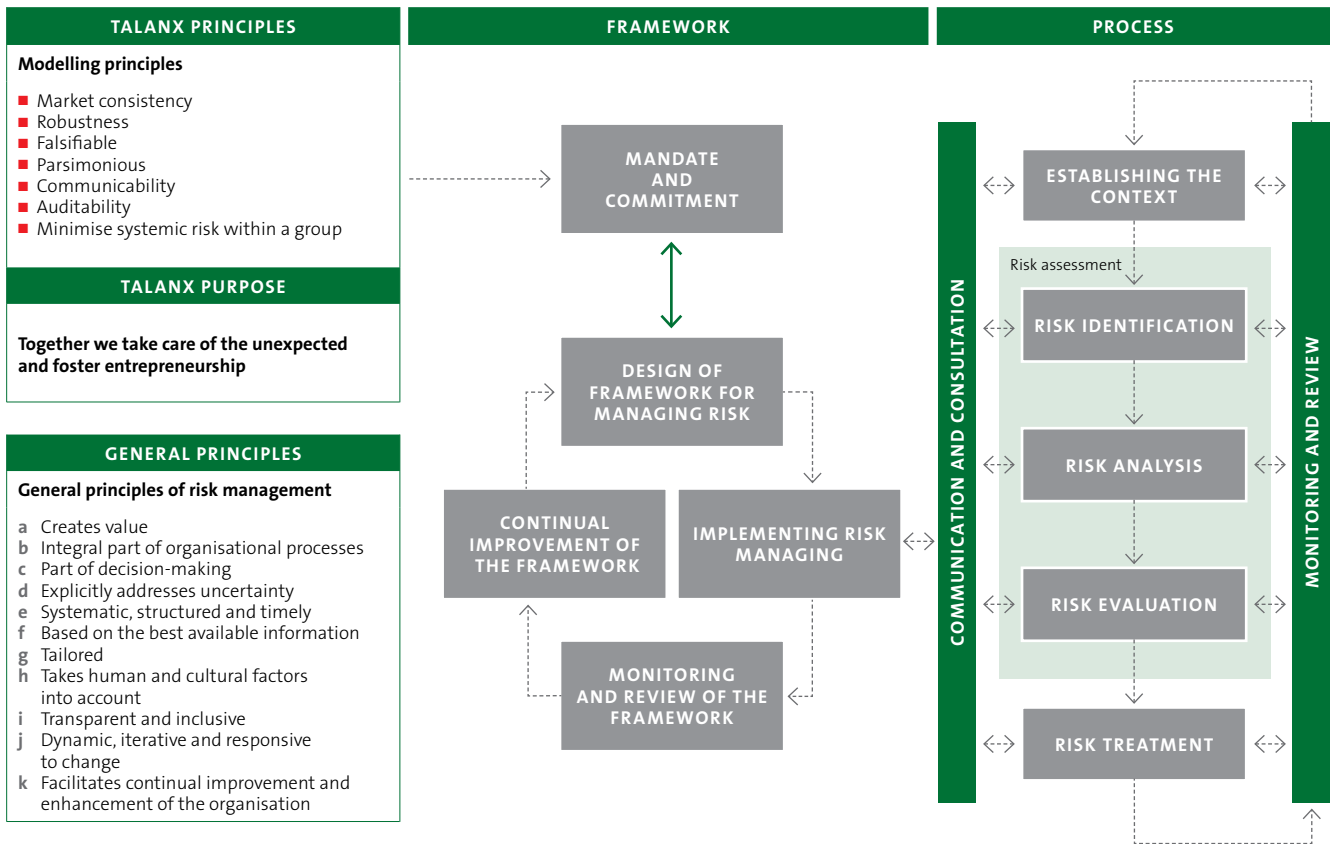 TALANX PRINCIPLES
Modelling principles
Market consistency
Robustness
Falsifiable
Parsimonious
Communicability
Auditability
Minimise systemic risk within a group
TALANX PURPOSE
Together we take care of the unexpected
and foster entrepreneurship
GENERAL PRINCIPLES
General principles of risk management
a Creates value
b Integral part of organisational processes
c Part of decision-making
d Explicitly addresses uncertainty
e Systematic, structured and timely
f Based on the best available information
g Tailored
h Takes human and cultural factors
into account
i Transparent and inclusive
j Dynamic, iterative and responsive
to change
k Facilitates continual improvement and
enhancement of the organisation
FRAMEWORK
MANDATE
AND
COMMITMENT
DESIGN OF
FRAMEWORK FOR
MANAGING RISK
CONTINUAL
IMPROVEMENT OF
THE FRAMEWORK
IMPLEMENTING RISK
MANAGING
MONITORING
AND REVIEW OF THE
FRAMEWORK
PROCESS
COMMUNICATION AND CONSULTATION
ESTABLISHING THE
CONTEXT
Risk assessment
RISK IDENTIFICATION
RISK ANALYSIS
RISK EVALUATION
RISK TREATMENT
MONITORING AND REVIEW